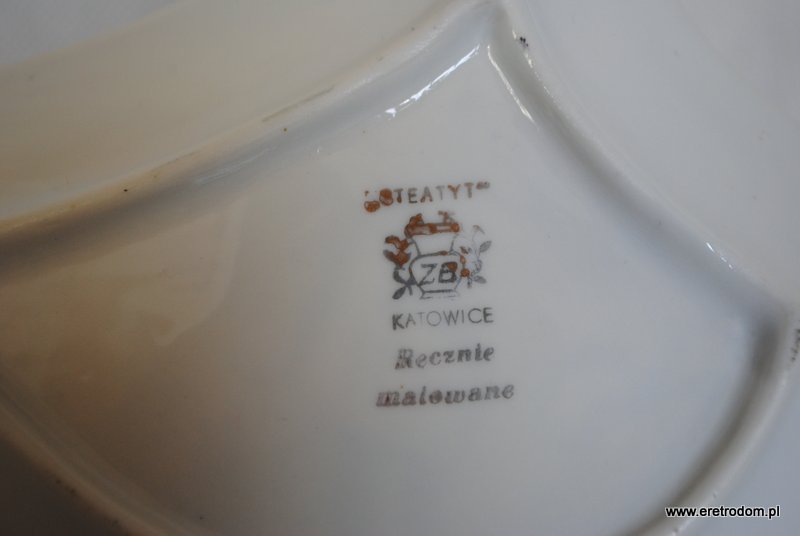 "STEATYT"
ZB
KATOWICE
Ręcznie
malowane
www.eretrodom.pl